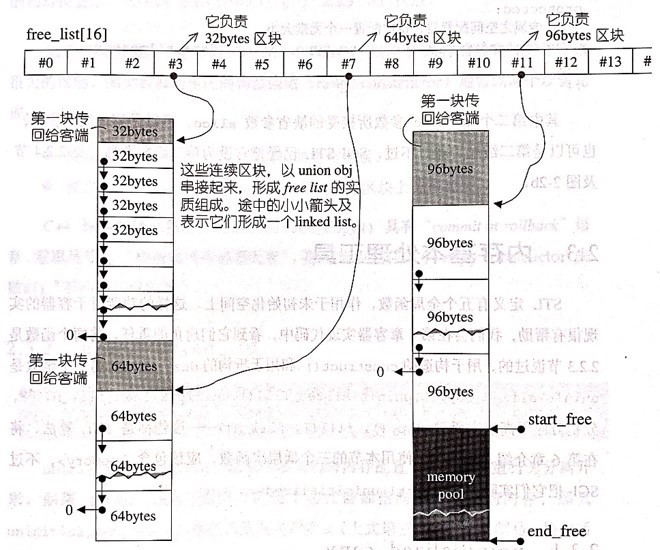 free_list[16]
它负责
32bytes 区块
它负责
64bytes 区块
它负责
96bytes 区块
#0 #1 #2 #3 #4 #5 #6 #7 #8 #9 #10 #11 #12 #13
第一块传
回给客端
32bytes
32bytes
32bytes
32bytes
32bytes
0
这些连续区块，以 union obj
串接起来，形成 free list 的实
质组成。途中的小小箭头及
表示它们形成一个 linked list。
第一块传
回给客端
64bytes
64bytes
64bytes
0
64bytes
第一块传
回给客端
96bytes
96bytes
96bytes
0
96bytes
start_free
memory
pool
end_free